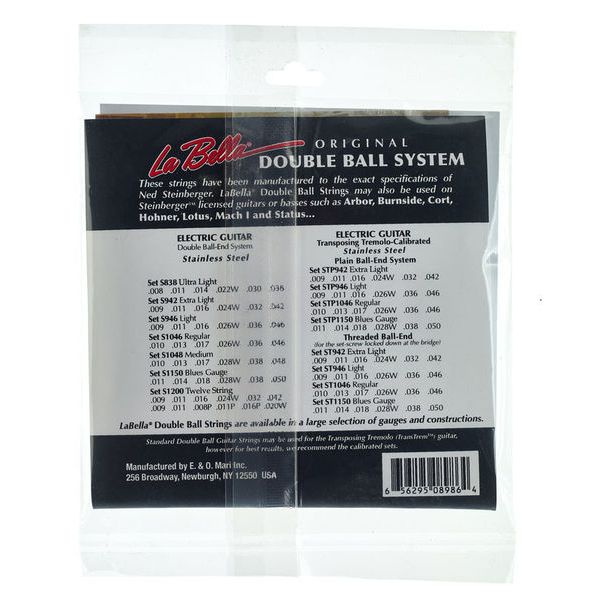 La Bella
ORIGINAL
DOUBLE BALL SYSTEM
These strings have been manufactured to the exact specifications of
Ned Steinberger. LaBella® Double Ball Strings may also be used on
Steinberger™ licensed guitars or basses such as Arbor, Burnside, Cort,
Hohner, Lotus, Mach I and Status...
ELECTRIC GUITAR
Double Ball-End System
Stainless Steel
Set S838 Ultra Light
.008 .011 .014 .022W .030 .038
Set S942 Extra Light
.009 .011 .016 .024W .032 .042
Set S946 Light
.009 .011 .016 .026W .036 .046
Set S1046 Regular
.010 .013 .017 .026W .036 .046
Set S1048 Medium
.010 .013 .017 .028W .038 .048
Set S1150 Blues Gauge
.011 .014 .018 .028W .038 .050
Set S1200 Twelve String
.009 .011 .016 .024W .032 .042
.009 .011 .008P .011P .016P .020W
ELECTRIC GUITAR
Transposing Tremolo-Calibrated
Stainless Steel
Plain Ball-End System
Set STP942 Extra Light
.009 .011 .016 .024W .032 .042
Set STP946 Light
.009 .011 .016 .026W .036 .046
Set STP1046 Regular
.010 .013 .017 .026W .036 .046
Set STP1150 Blues Gauge
.011 .014 .018 .028W .038 .050
Threaded Ball-End
(for the set-screw locked down at the bridge)
Set ST942 Extra Light
.009 .011 .016 .024W .032 .042
Set ST946 Light
.009 .011 .016 .026W .036 .046
Set ST1046 Regular
.010 .013 .017 .026W .036 .046
Set ST1150 Blues Gauge
.011 .014 .018 .028W .038 .050
LaBella® Double Ball Strings are available in a large selection of gauges and constructions.
Standard Double Ball Guitar Strings may be used for the Transposing Tremolo (TransTrem™) guitar,
however for best results, we recommend the calibrated sets.
Manufactured by E. & O. Mari Inc.
256 Broadway, Newburgh, NY 12550 USA
6 56295 08986 4